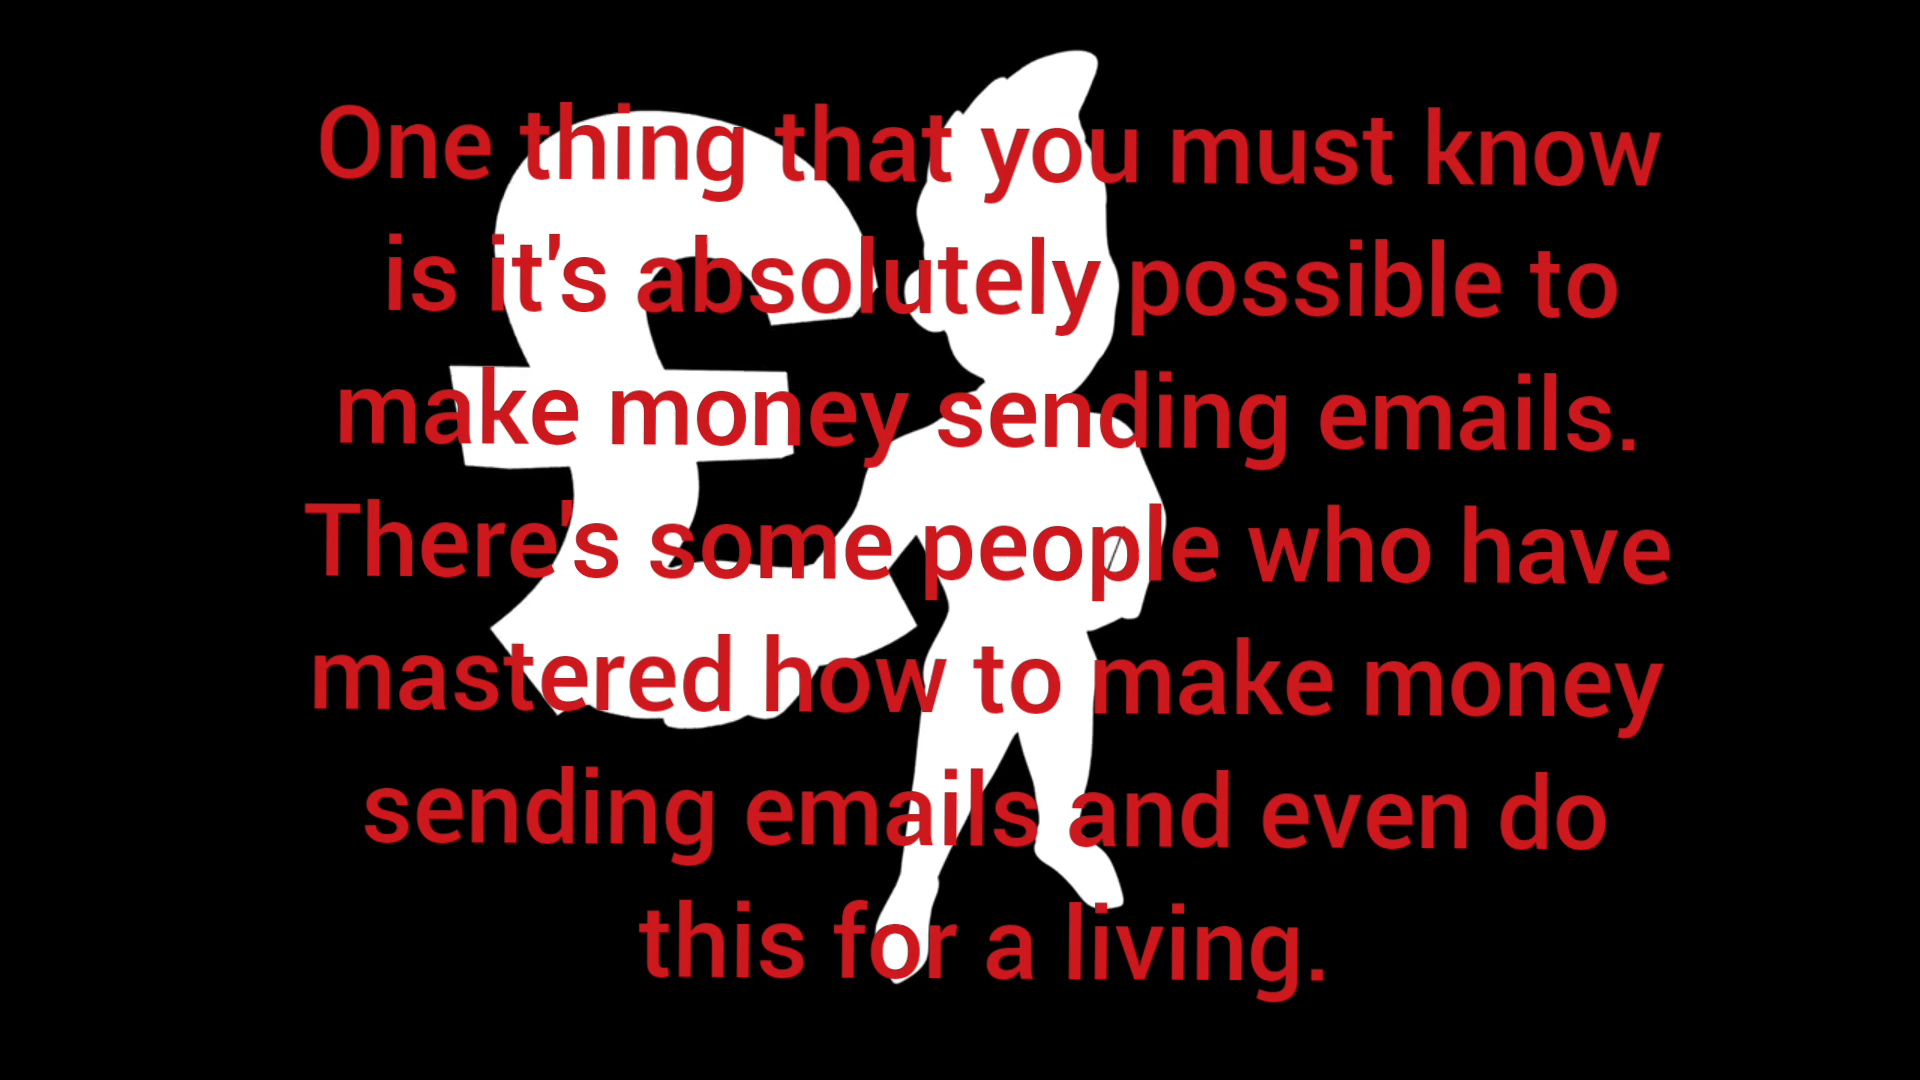 One thing that you must know
is it's absolutely possible to
make money sending emails.
There's some people who have
mastered how to make money
sending emails and even do
this for a living.